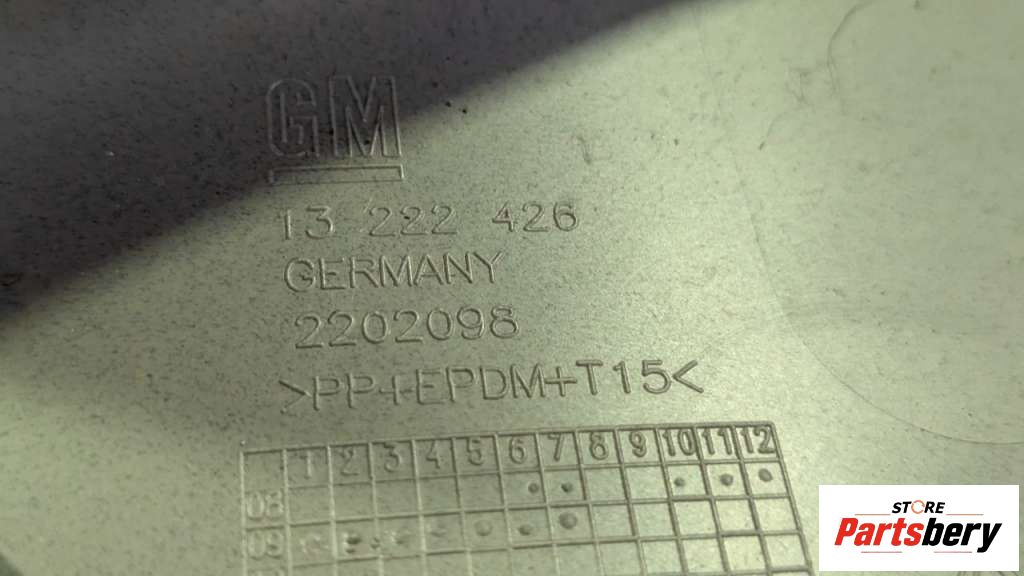 GM
13 222 426
GERMANY
2202098
>PP+EPDM+T15<
1 2 3 4 5 6 7 8 9 10 11 12
08
09
STORE
Partsbery